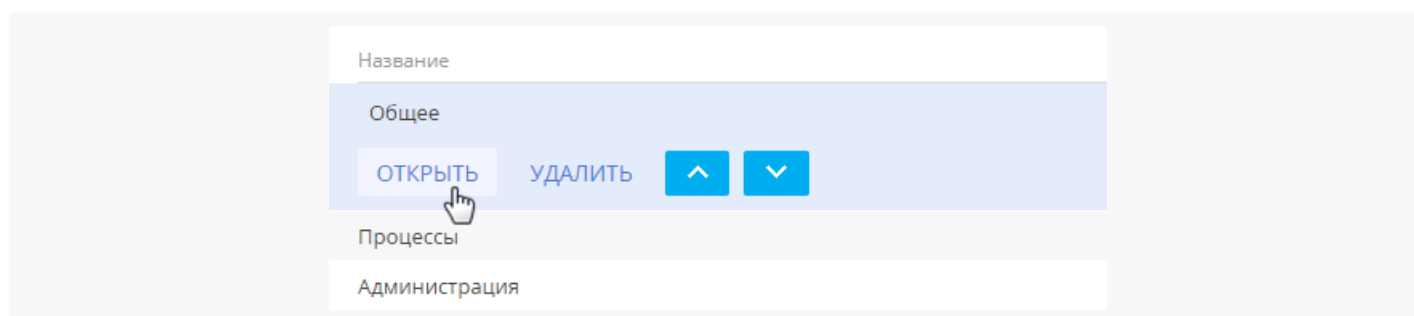 Название
Общее
ОТКРЫТЬ УДАЛИТЬ
Процессы
Администрация